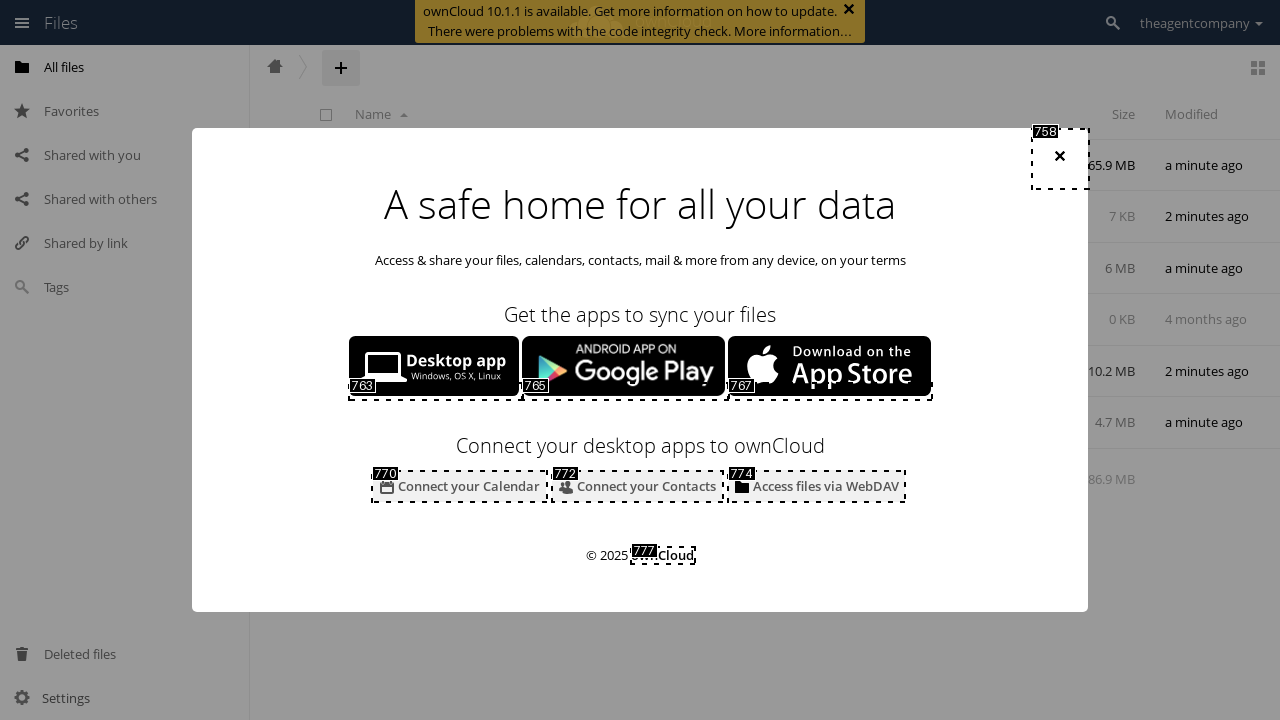 Files
ownCloud 10.1.1 is available. Get more information on how to update.
There were problems with the code integrity check. More information…
theagentcompany
All files
Favorites
Shared with you
Shared with others
Shared by link
Tags
Deleted files
Settings
Name
Size
Modified
65.9 MB
a minute ago
7 KB
2 minutes ago
6 MB
a minute ago
0 KB
4 months ago
10.2 MB
2 minutes ago
4.7 MB
a minute ago
86.9 MB
758
A safe home for all your data
Access & share your files, calendars, contacts, mail & more from any device, on your terms
Get the apps to sync your files
Desktop app
Windows, OS X, Linux
763
ANDROID APP ON
Google Play
765
Download on the
App Store
767
Connect your desktop apps to ownCloud
770
Connect your Calendar
772
Connect your Contacts
774
Access files via WebDAV
777
© 2025 ownCloud